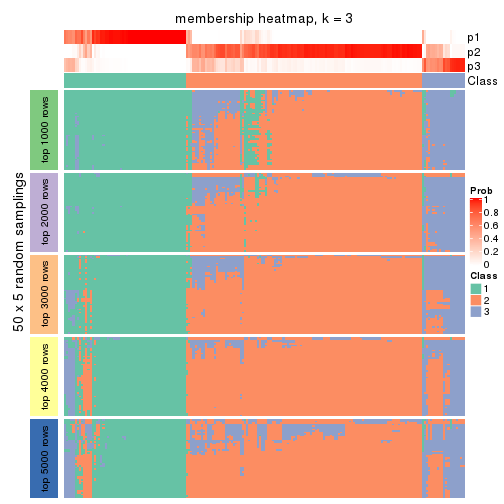 membership heatmap, k = 3
p1
p2
p3
Class
50 x 5 random samplings
top 1000 rows
top 2000 rows
top 3000 rows
top 4000 rows
top 5000 rows
Prob
1
0.8
0.6
0.4
0.2
0
Class
1
2
3